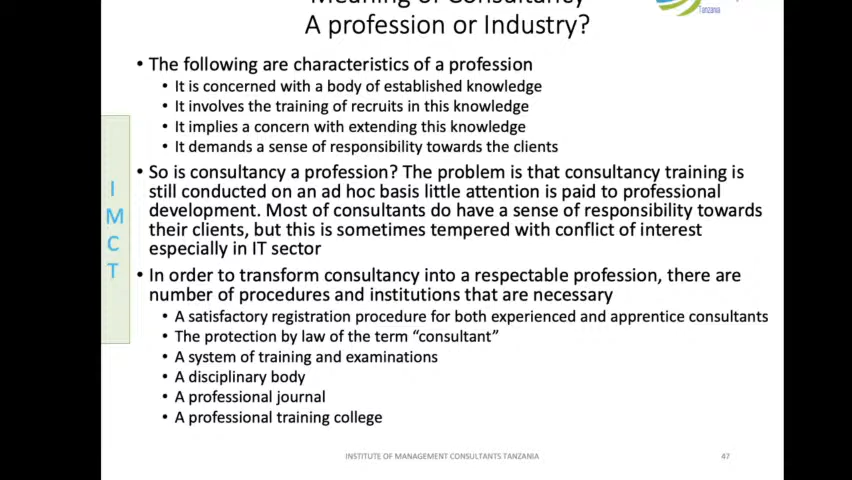 Meaning of Consultancy
A profession or Industry?
Tanzania
• The following are characteristics of a profession
• It is concerned with a body of established knowledge
• It involves the training of recruits in this knowledge
• It implies a concern with extending this knowledge
• It demands a sense of responsibility towards the clients
• So is consultancy a profession? The problem is that consultancy training is
still conducted on an ad hoc basis little attention is paid to professional
development. Most of consultants do have a sense of responsibility towards
their clients, but this is sometimes tempered with conflict of interest
especially in IT sector
• In order to transform consultancy into a respectable profession, there are
number of procedures and institutions that are necessary
• A satisfactory registration procedure for both experienced and apprentice consultants
• The protection by law of the term “consultant”
• A system of training and examinations
• A disciplinary body
• A professional journal
• A professional training college
I
M
C
T
INSTITUTE OF MANAGEMENT CONSULTANTS TANZANIA
47